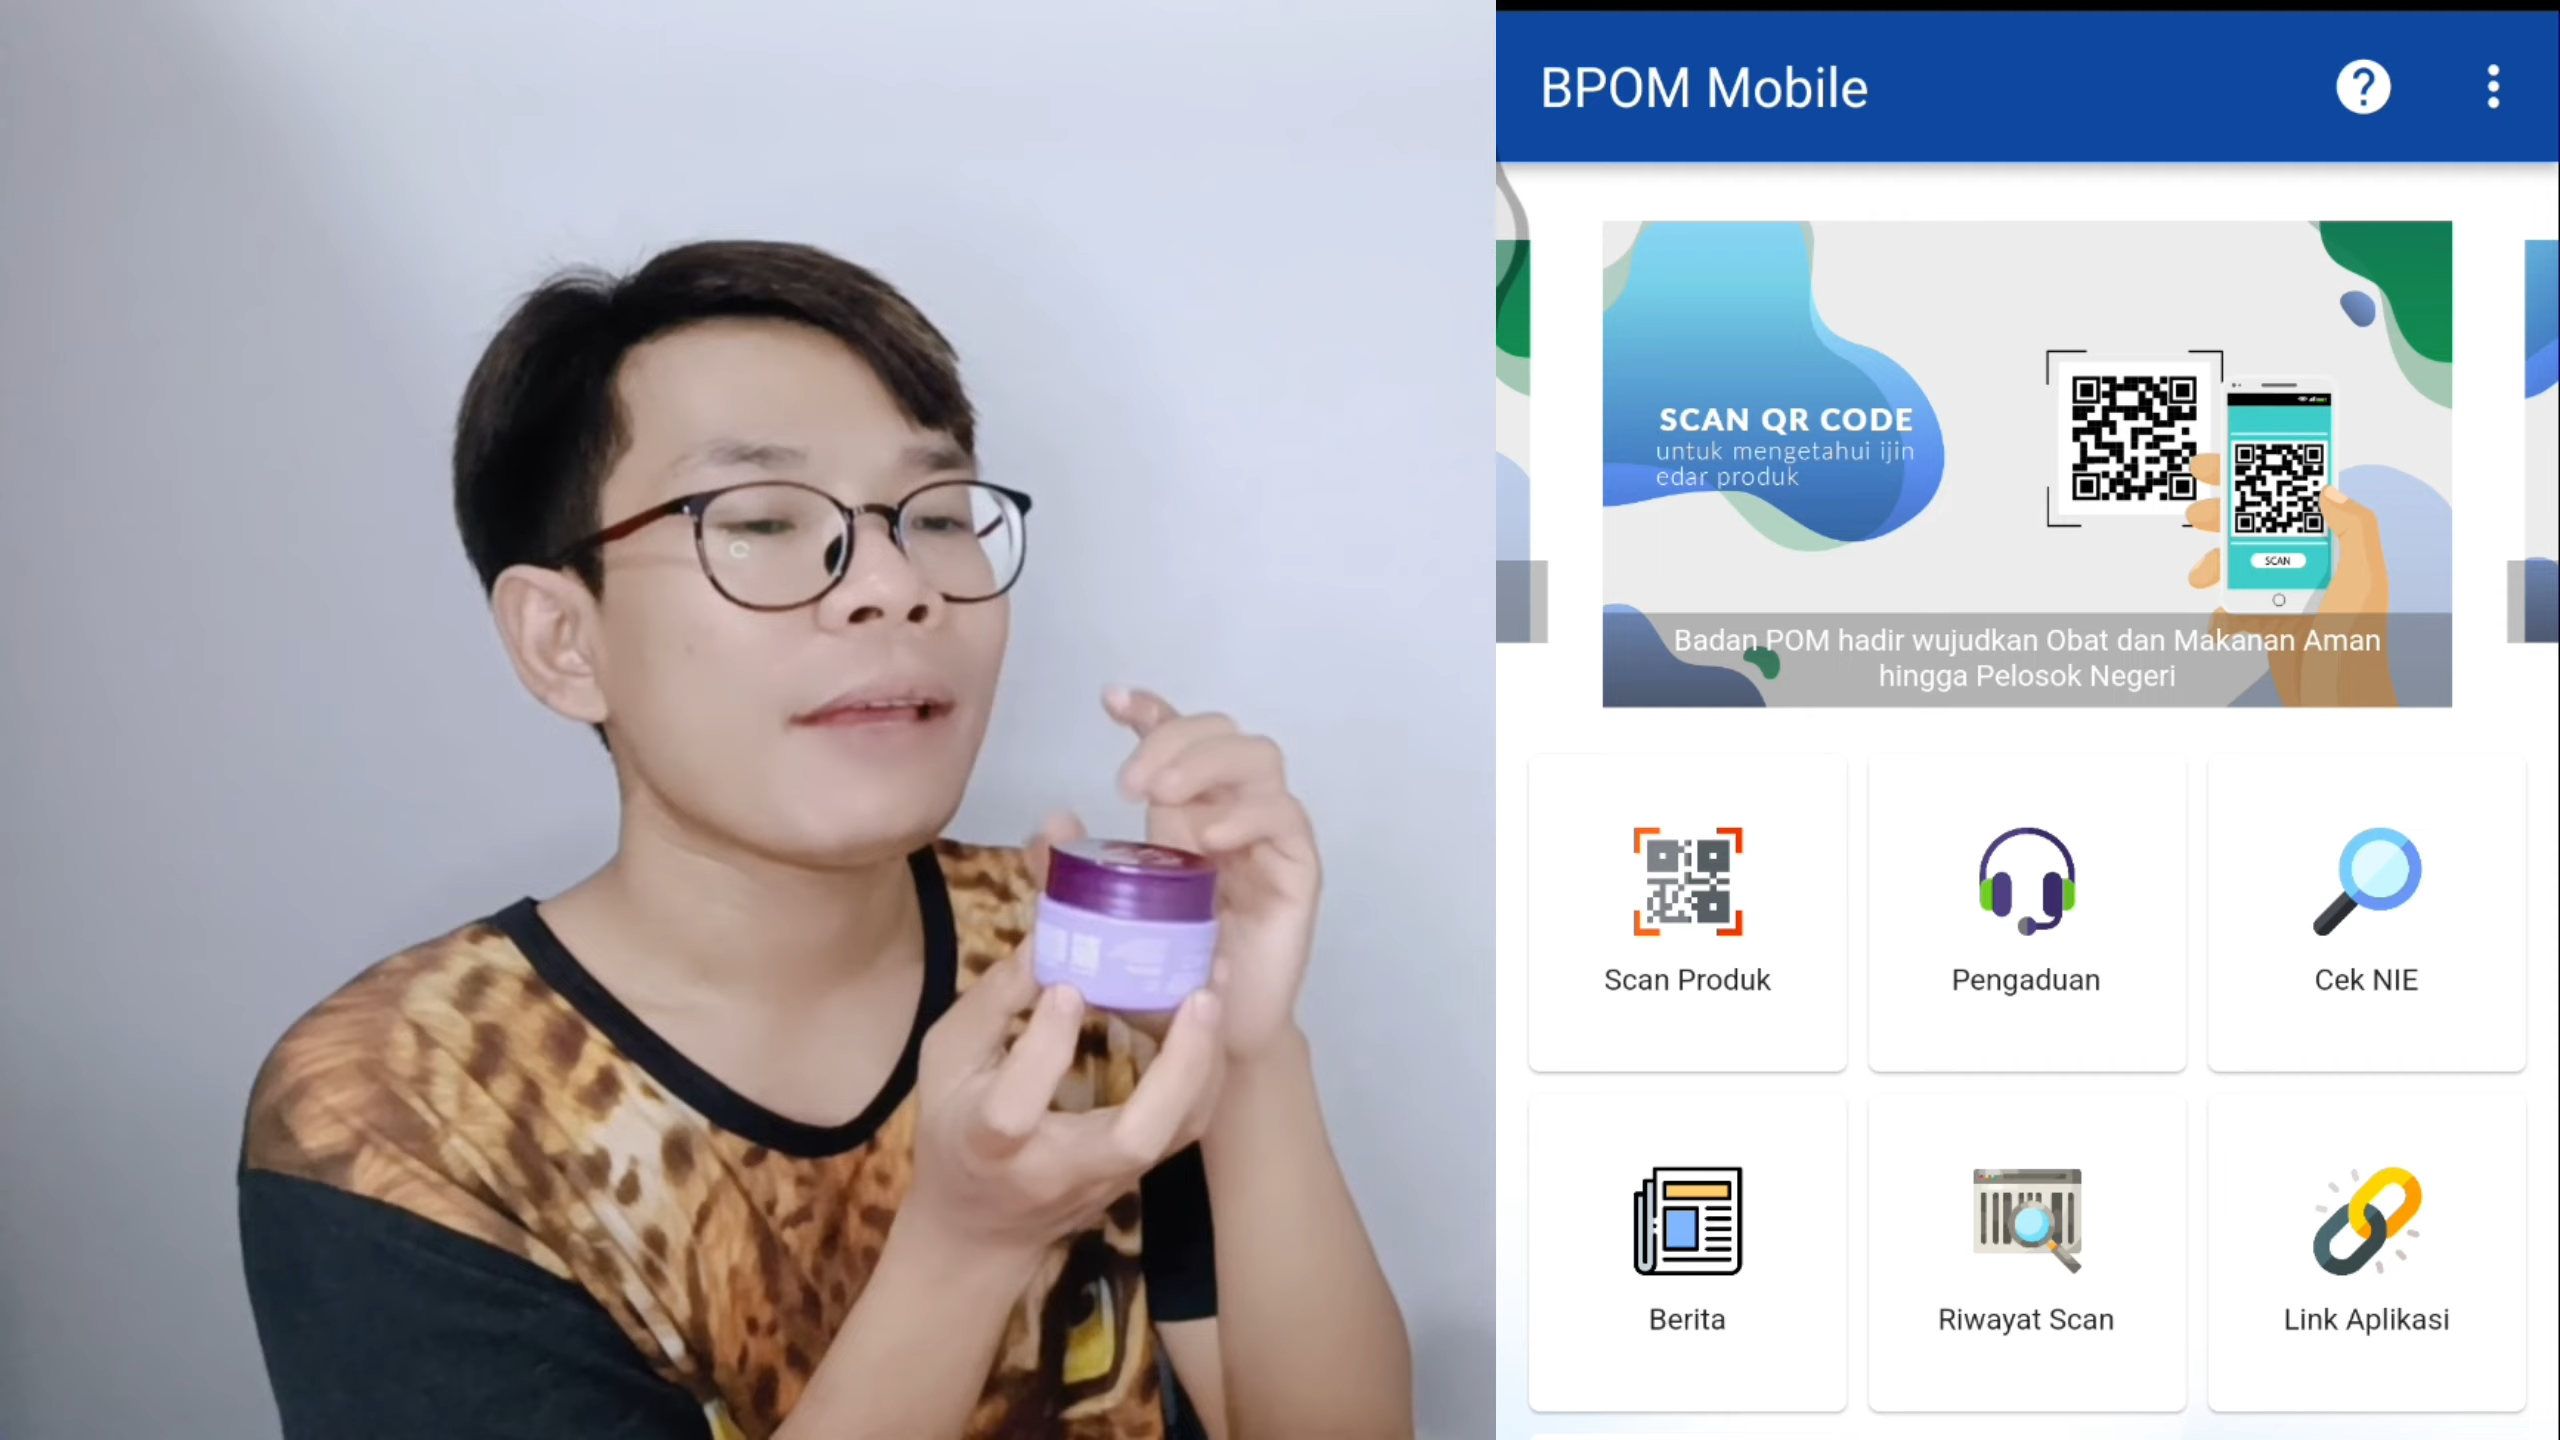 BPOM Mobile
SCAN QR CODE
untuk mengetahui ijin
edar produk
SCAN
Badan POM hadir wujudkan Obat dan Makanan Aman
hingga Pelosok Negeri
Scan Produk
Pengaduan
Cek NIE
Berita
Riwayat Scan
Link Aplikasi